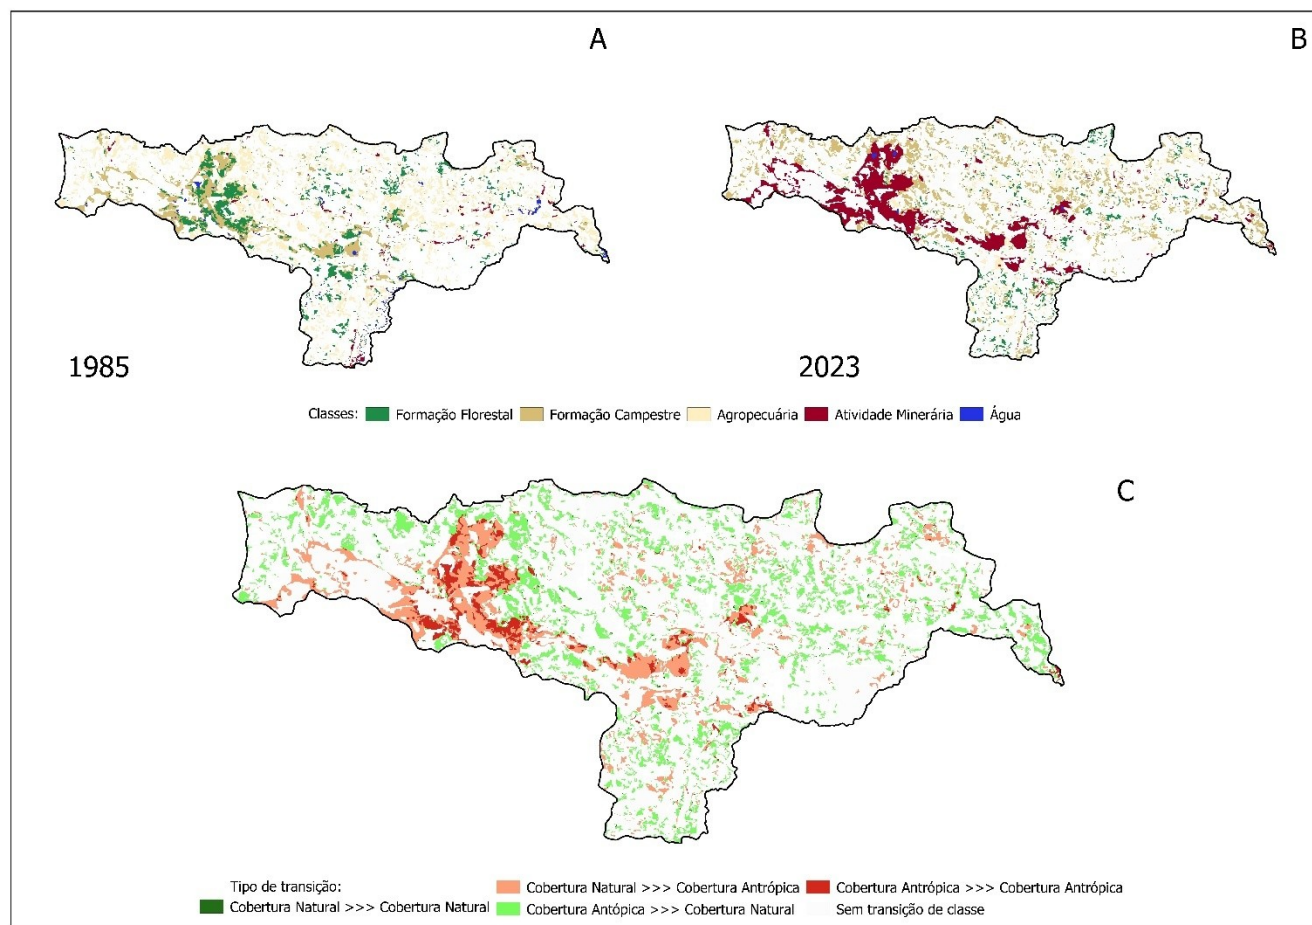 A
B
1985
2023
Classes: Formação Florestal Formação Campestre Agropecuária Atividade Minerária Água
C
Tipo de transição:
Cobertura Natural >>> Cobertura Antrópica Cobertura Antrópica >>> Cobertura Antrópica
Cobertura Natural >>> Cobertura Natural Cobertura Antópica >>> Cobertura Natural Sem transição de classe